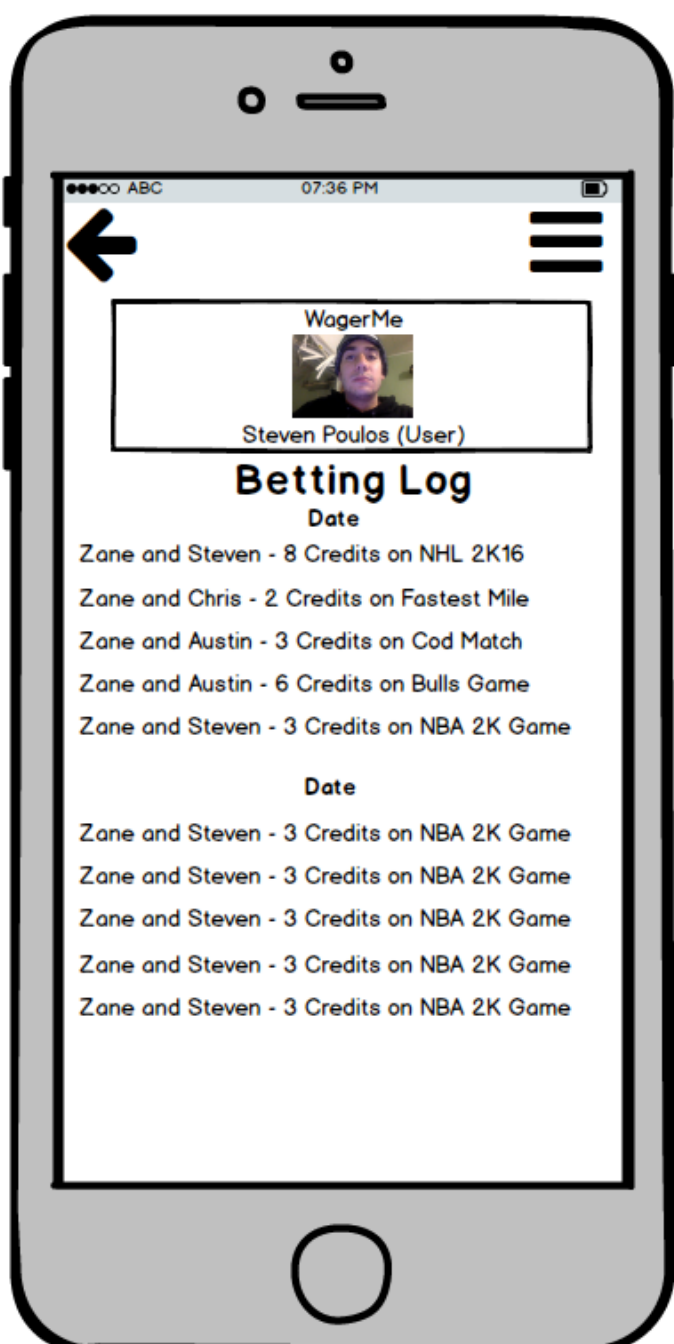 ABC 07:36 PM
WagerMe
Steven Poulos (User)
Betting Log
Date
Zane and Steven - 8 Credits on NHL 2K16
Zane and Chris - 2 Credits on Fastest Mile
Zane and Austin - 3 Credits on Cod Match
Zane and Austin - 6 Credits on Bulls Game
Zane and Steven - 3 Credits on NBA 2K Game
Date
Zane and Steven - 3 Credits on NBA 2K Game
Zane and Steven - 3 Credits on NBA 2K Game
Zane and Steven - 3 Credits on NBA 2K Game
Zane and Steven - 3 Credits on NBA 2K Game
Zane and Steven - 3 Credits on NBA 2K Game